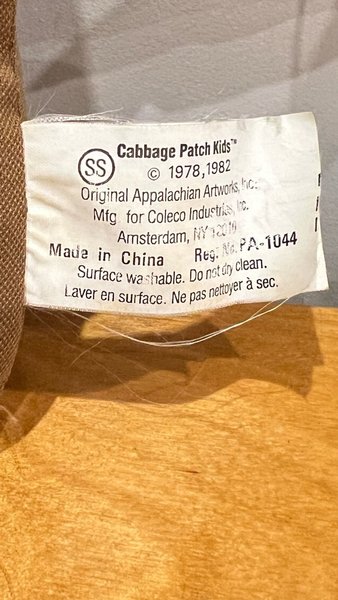 SS
Cabbage Patch Kids™
© 1978,1982
Original Appalachian Artworks, Inc.
Mfg. for Coleco Industries, Inc.
Amsterdam, NY 12010
Made in China Reg. No. PA-1044
Surface washable. Do not dry clean.
Laver en surface. Ne pas nettoyer à sec.